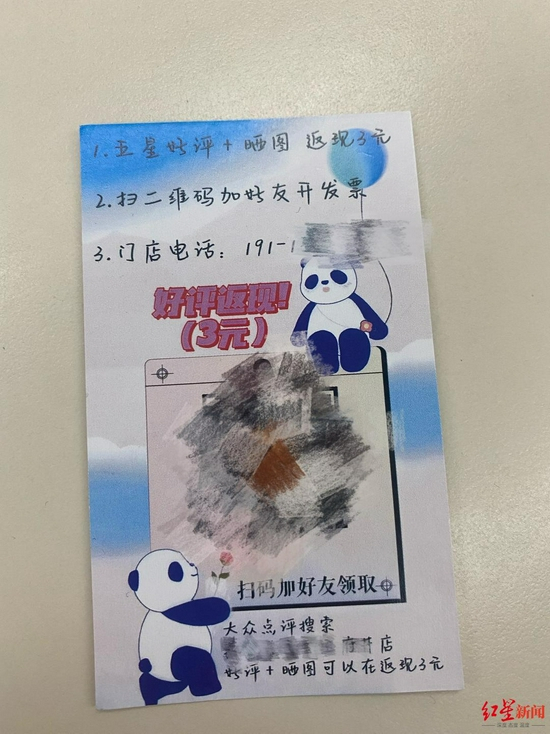 1.五星好评+晒图 返现3元
2.扫二维码加好友开发票
3.门店电话：191-1
好评返现!
(3元)
扫码加好友领取
大众点评搜索
店
好评+晒图可以在返现3元
红星新闻